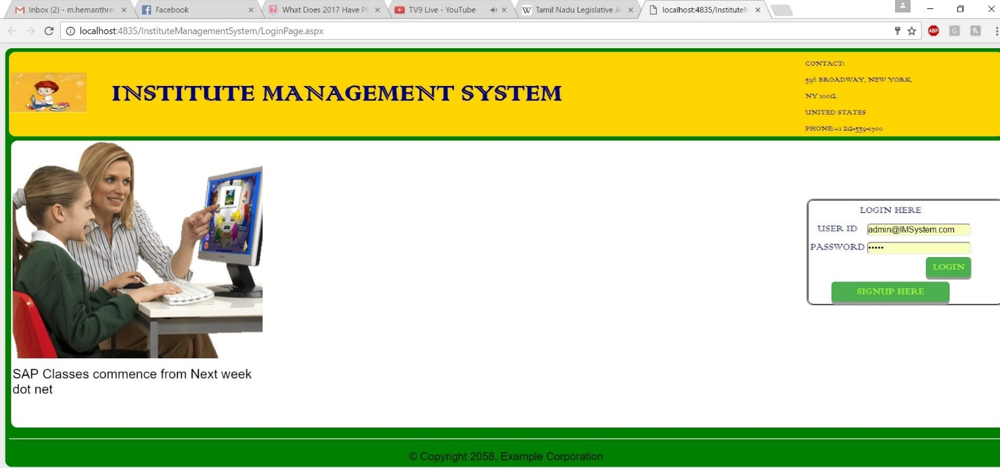 Inbox (2) - m.hemanthre
Facebook
What Does 2017 Have Pl
TV9 Live - YouTube
Tamil Nadu Legislative A
localhost:4835/InstituteM
localhost:4835/InstituteManagementSystem/LoginPage.aspx
ABP
G
INSTITUTE MANAGEMENT SYSTEM
CONTACT:
596 BROADWAY, NEW YORK,
NY 10012,
UNITED STATES
PHONE:+1 212-539-1700
LOGIN HERE
USER ID admin@IMSystem.com
PASSWORD •••••
LOGIN
SIGNUP HERE
SAP Classes commence from Next week
dot net
© Copyright 2058, Example Corporation